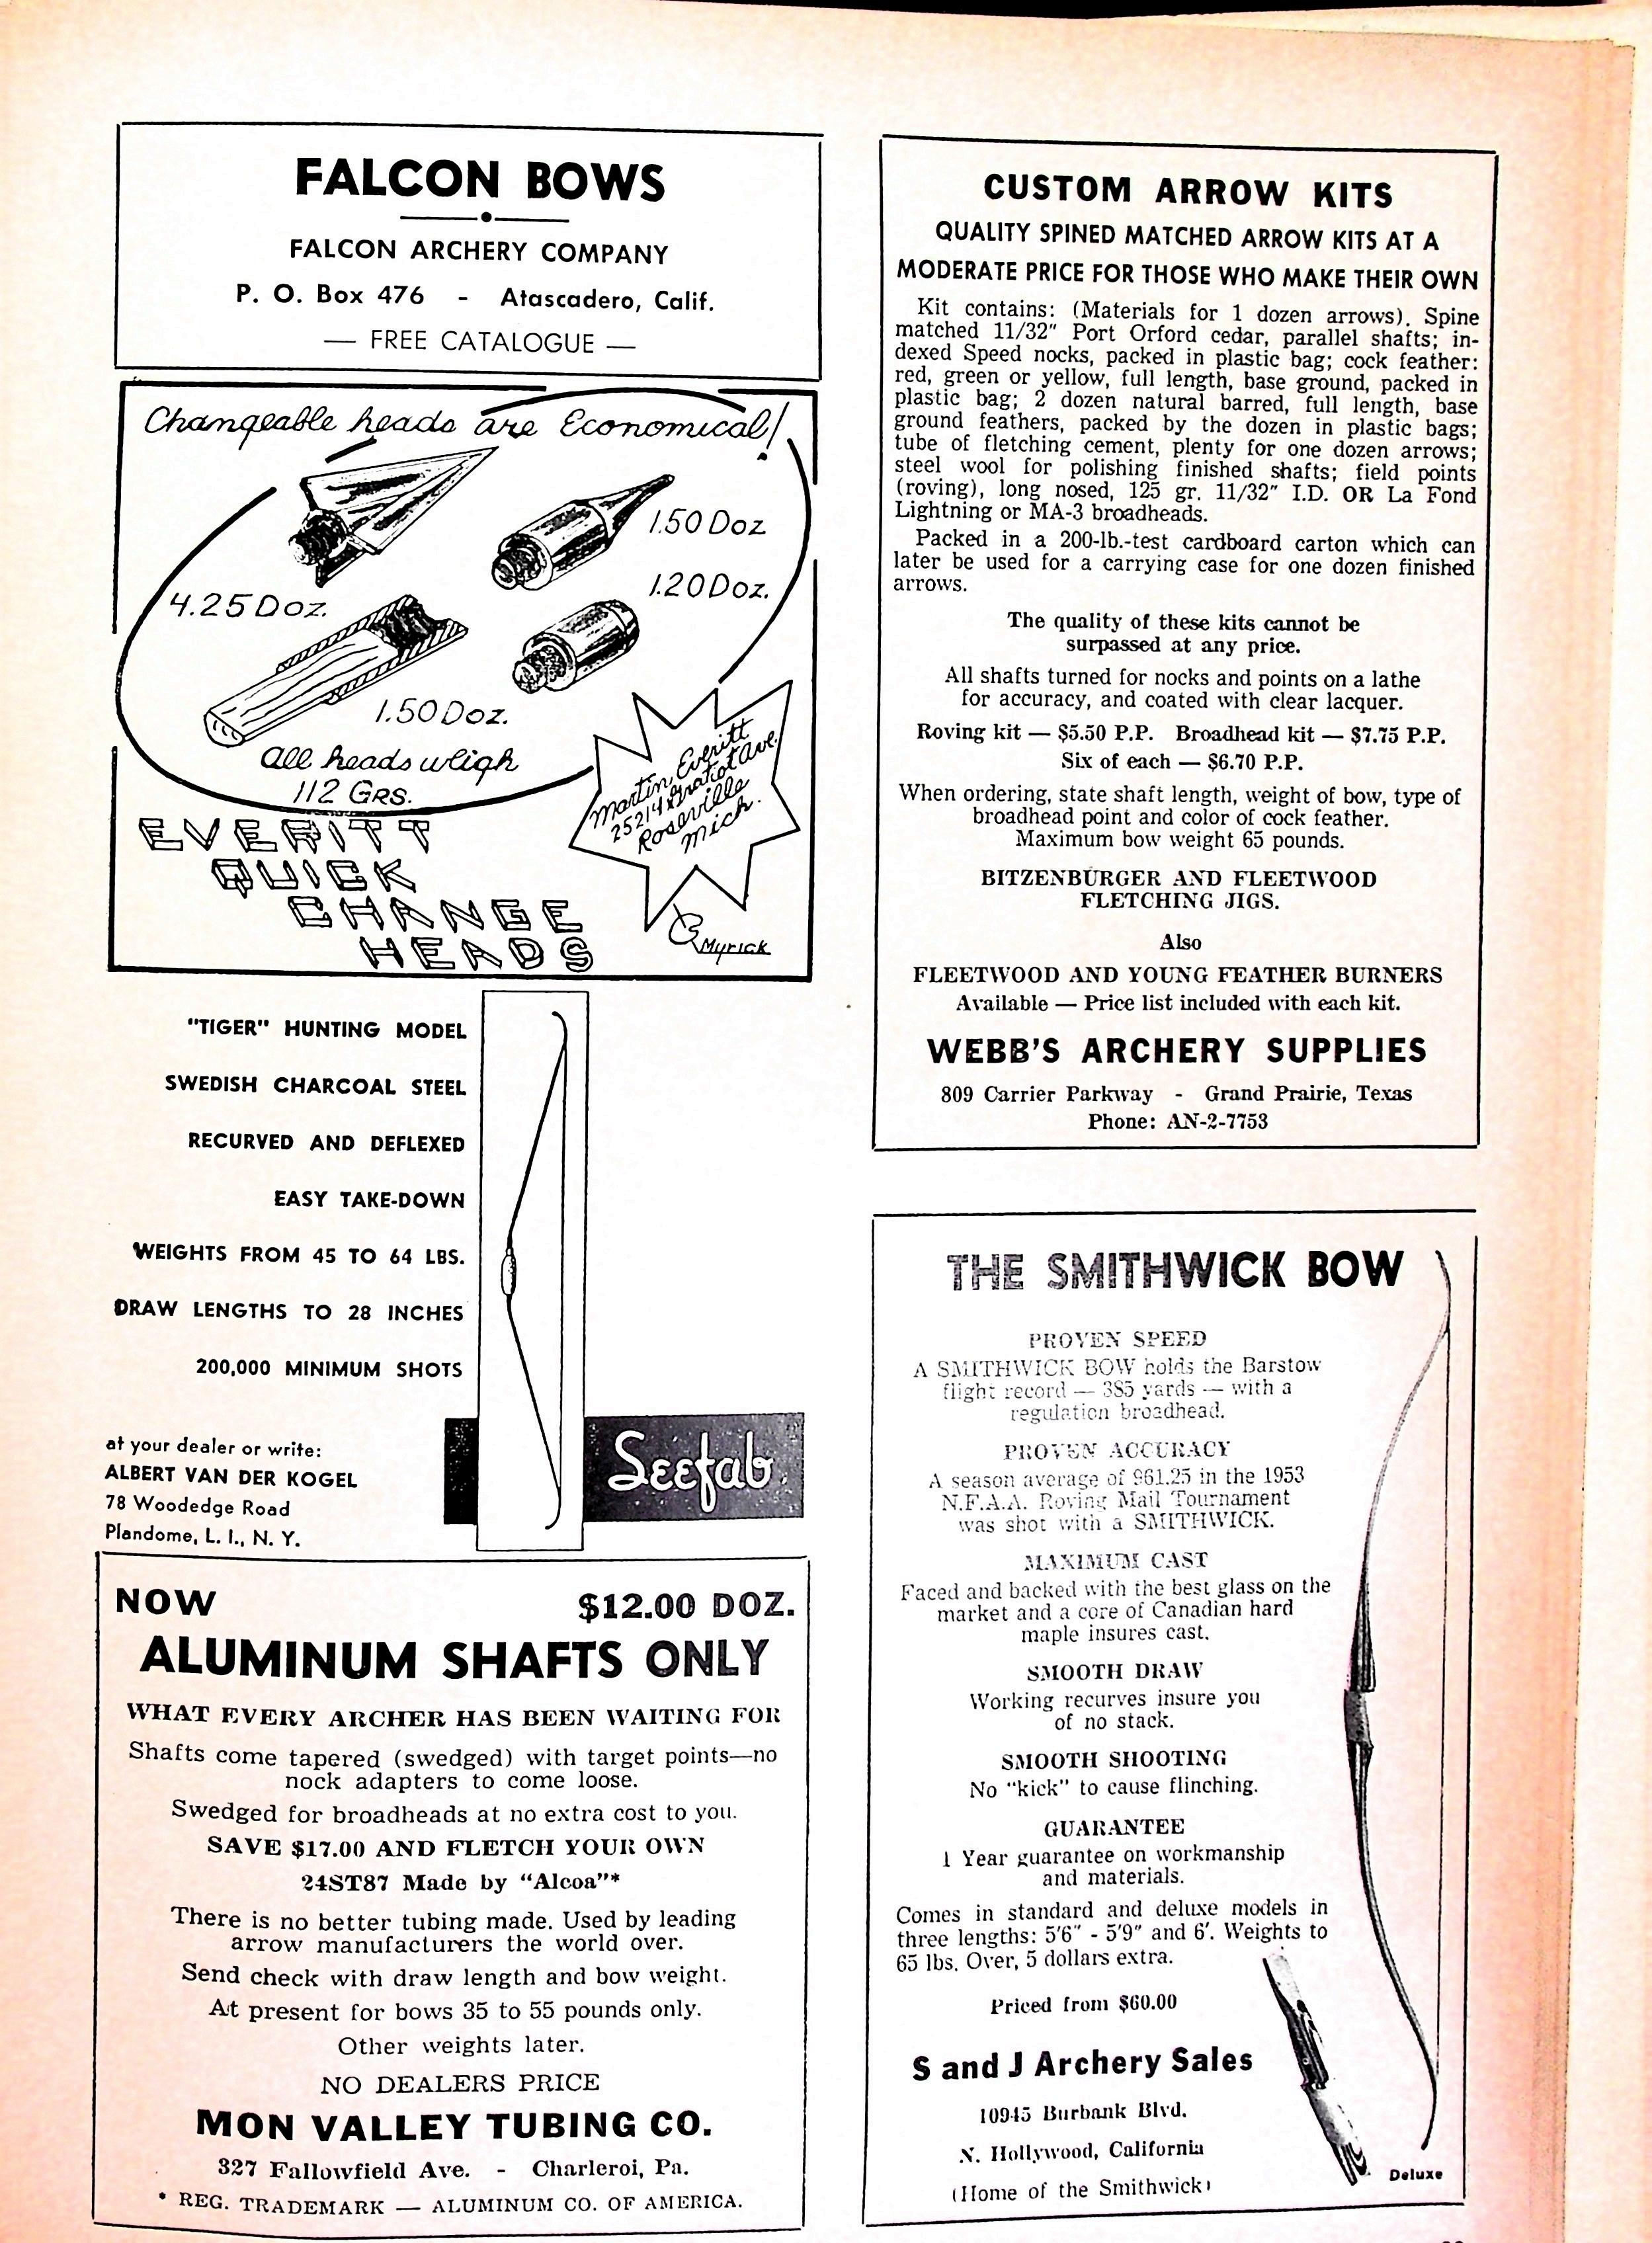 FALCON BOWS
FALCON ARCHERY COMPANY
P. O. Box 476 - Atascadero, Calif.
— FREE CATALOGUE —
Changeable heads are Economical!
1.50 Doz
1.20 Doz.
4.25 Doz.
1.50 Doz.
All heads wligh
112 GRS.
Martin Everitt
25214 Gratiot Ave.
Roseville
Mich.
EVERITT
QUICK
CHANGE
HEADS
Myrick
"TIGER" HUNTING MODEL
SWEDISH CHARCOAL STEEL
RECURVED AND DEFLEXED
EASY TAKE-DOWN
WEIGHTS FROM 45 TO 64 LBS.
DRAW LENGTHS TO 28 INCHES
200,000 MINIMUM SHOTS
at your dealer or write:
ALBERT VAN DER KOGEL
78 Woodedge Road
Plandome, L. I., N. Y.
Seefab.
NOW $12.00 DOZ.
ALUMINUM SHAFTS ONLY
WHAT EVERY ARCHER HAS BEEN WAITING FOR
Shafts come tapered (swedged) with target points—no
nock adapters to come loose.
Swedged for broadheads at no extra cost to you.
SAVE $17.00 AND FLETCH YOUR OWN
24ST87 Made by "Alcoa"*
There is no better tubing made. Used by leading
arrow manufacturers the world over.
Send check with draw length and bow weight.
At present for bows 35 to 55 pounds only.
Other weights later.
NO DEALERS PRICE
MON VALLEY TUBING CO.
327 Fallowfield Ave. - Charleroi, Pa.
* REG. TRADEMARK — ALUMINUM CO. OF AMERICA.
CUSTOM ARROW KITS
QUALITY SPINED MATCHED ARROW KITS AT A
MODERATE PRICE FOR THOSE WHO MAKE THEIR OWN
Kit contains: (Materials for 1 dozen arrows). Spine
matched 11/32" Port Orford cedar, parallel shafts; in-
dexed Speed nocks, packed in plastic bag; cock feather:
red, green or yellow, full length, base ground, packed in
plastic bag; 2 dozen natural barred, full length, base
ground feathers, packed by the dozen in plastic bags;
tube of fletching cement, plenty for one dozen arrows;
steel wool for polishing finished shafts; field points
(roving), long nosed, 125 gr. 11/32" I.D. OR La Fond
Lightning or MA-3 broadheads.
Packed in a 200-lb.-test cardboard carton which can
later be used for a carrying case for one dozen finished
arrows.
The quality of these kits cannot be
surpassed at any price.
All shafts turned for nocks and points on a lathe
for accuracy, and coated with clear lacquer.
Roving kit — $5.50 P.P. Broadhead kit — $7.75 P.P.
Six of each — $6.70 P.P.
When ordering, state shaft length, weight of bow, type of
broadhead point and color of cock feather.
Maximum bow weight 65 pounds.
BITZENBURGER AND FLEETWOOD
FLETCHING JIGS.
Also
FLEETWOOD AND YOUNG FEATHER BURNERS
Available — Price list included with each kit.
WEBB'S ARCHERY SUPPLIES
809 Carrier Parkway - Grand Prairie, Texas
Phone: AN-2-7753
THE SMITHWICK BOW
PROVEN SPEED
A SMITHWICK BOW holds the Barstow
flight record — 385 yards — with a
regulation broadhead.
PROVEN ACCURACY
A season average of 961.25 in the 1953
N.F.A.A. Roving Mail Tournament
was shot with a SMITHWICK.
MAXIMUM CAST
Faced and backed with the best glass on the
market and a core of Canadian hard
maple insures cast.
SMOOTH DRAW
Working recurves insure you
of no stack.
SMOOTH SHOOTING
No "kick" to cause flinching.
GUARANTEE
1 Year guarantee on workmanship
and materials.
Comes in standard and deluxe models in
three lengths: 5'6" - 5'9" and 6'. Weights to
65 lbs. Over, 5 dollars extra.
Priced from $60.00
S and J Archery Sales
10945 Burbank Blvd.
N. Hollywood, California
(Home of the Smithwick)
Deluxe